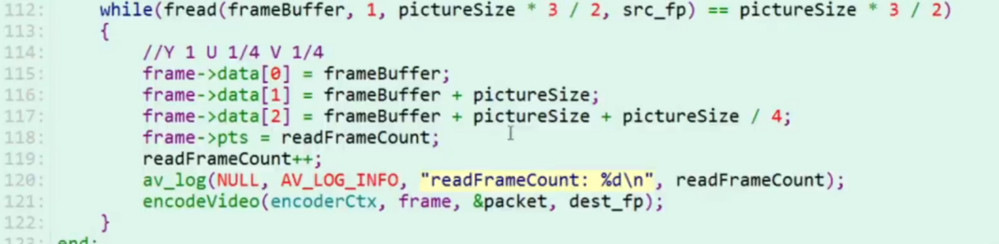 112: while(fread(frameBuffer, 1, pictureSize * 3 / 2, src_fp) == pictureSize * 3 / 2)
113: {
114: //Y 1 U 1/4 V 1/4
115: frame->data[0] = frameBuffer;
116: frame->data[1] = frameBuffer + pictureSize;
117: frame->data[2] = frameBuffer + pictureSize + pictureSize / 4;
118: frame->pts = readFrameCount;
119: readFrameCount++;
120: av_log(NULL, AV_LOG_INFO, "readFrameCount: %d\n", readFrameCount);
121: encodeVideo(encoderCtx, frame, &packet, dest_fp);
122: }
123: end: